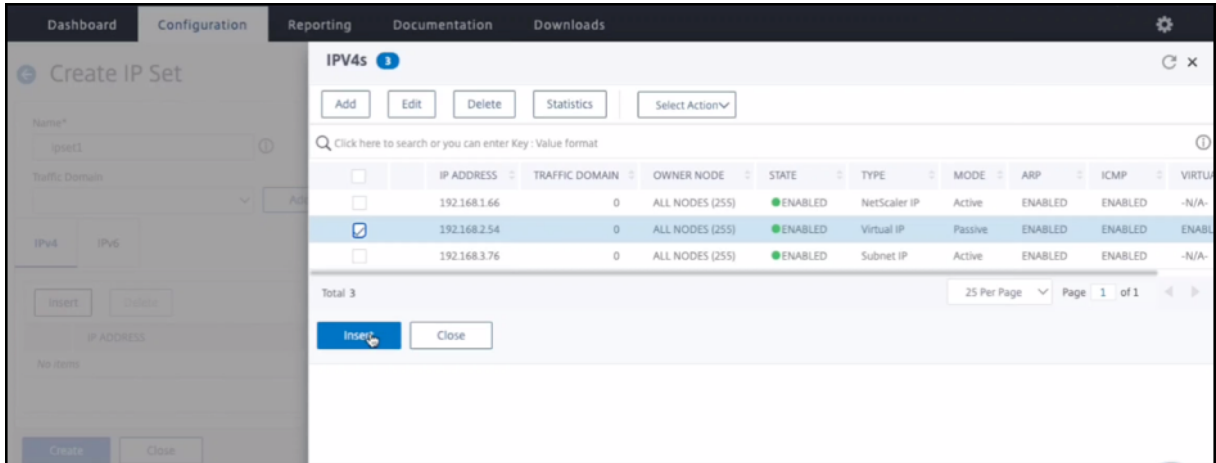 Dashboard Configuration Reporting Documentation Downloads
Create IP Set
Name*
ipset1
Traffic Domain
Add
IPv4 IPv6
Insert Delete
IP ADDRESS
No items
Create Close
IPV4s 3
Add Edit Delete Statistics Select Action
Click here to search or you can enter Key : Value format
IP ADDRESS TRAFFIC DOMAIN OWNER NODE STATE TYPE MODE ARP ICMP VIRTUA
192.168.1.66 0 ALL NODES (255) ENABLED NetScaler IP Active ENABLED ENABLED -N/A-
192.168.2.54 0 ALL NODES (255) ENABLED Virtual IP Passive ENABLED ENABLED ENABL
192.168.3.76 0 ALL NODES (255) ENABLED Subnet IP Active ENABLED ENABLED -N/A-
Total 3 25 Per Page Page 1 of 1
Insert Close